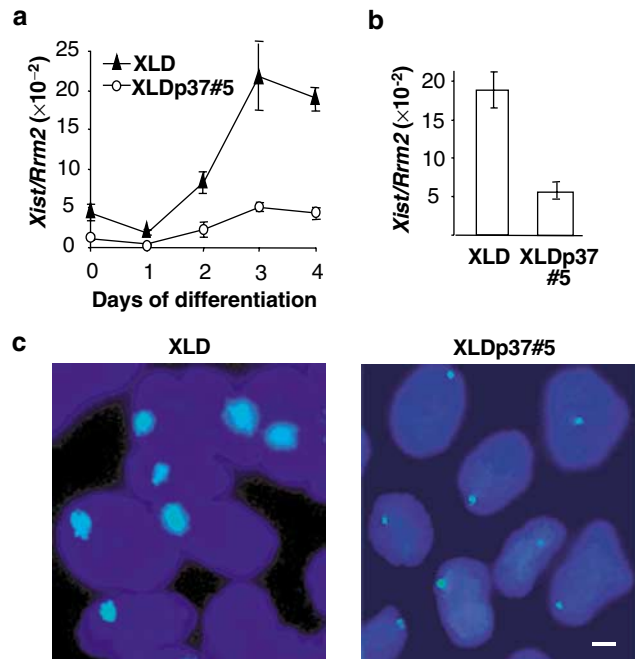 a
Xist/Rrm2 (×10⁻²)
25
20
15
10
5
0
XLD
XLDp37#5
0 1 2 3 4
Days of differentiation
b
Xist/Rrm2 (×10⁻²)
20
15
10
5
XLD XLDp37
#5
c
XLD
XLDp37#5